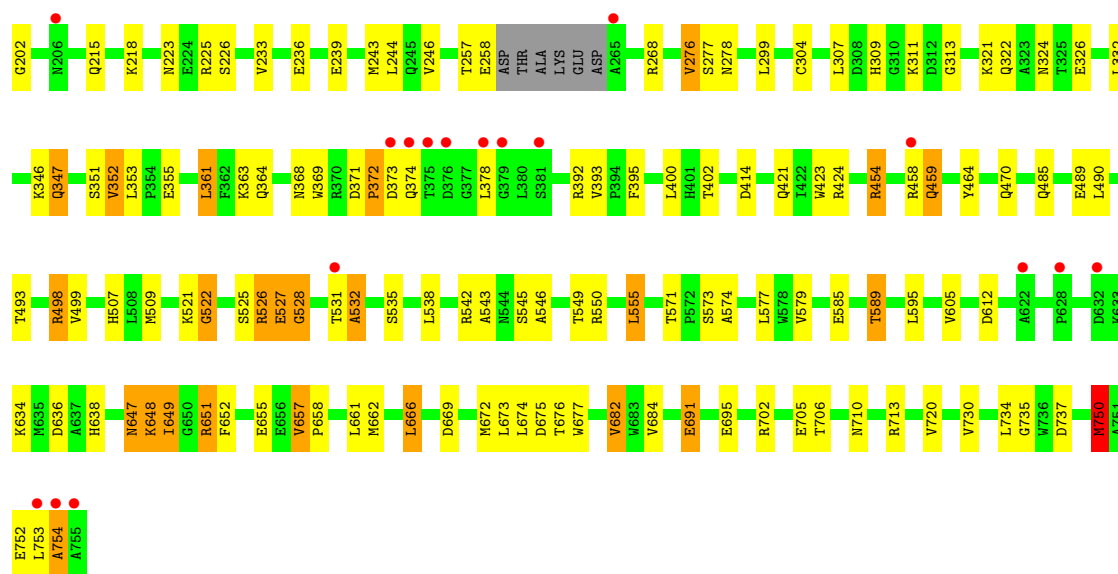 G202 N206 Q215 K218 N223 E224 R225 S226 V233 E236 E239 M243 L244 Q245 V246 T257 E258 ASP THR ALA LYS GLU ASP A265 R268 V276 S277 N278 L299 C304 L307 D308 H309 G310 K311 D312 G313 K321 Q322 A323 N324 T325 E326
K346 Q347 S351 V352 L353 P354 E355 L361 F362 K363 Q364 N368 W369 R370 D371 P372 D373 Q374 T375 D376 G377 L378 G379 L380 S381 R392 V393 P394 F395 L400 H401 T402 D414 Q421 I422 W423 R424 R454 R458 Q459 Y464 Q470 Q485 E489 L490
T493 R498 V499 H507 L508 M509 K521 G522 S525 R526 E527 G528 T531 A532 S535 L538 R542 A543 N544 S545 A546 T549 R550 L555 T571 P572 S573 A574 L577 W578 V579 E585 T589 L595 V605 D612 A622 P628 D632 K633
K634 M635 D636 A637 H638 N647 K648 I649 G650 R651 F652 E655 E656 V657 P658 L661 M662 L666 D669 M672 L673 L674 D675 T676 W677 V682 W683 V684 E691 E695 R702 E705 T706 N710 R713 V720 V730 L734 G735 W736 D737 M750 A751
E752 L753 A754 A755